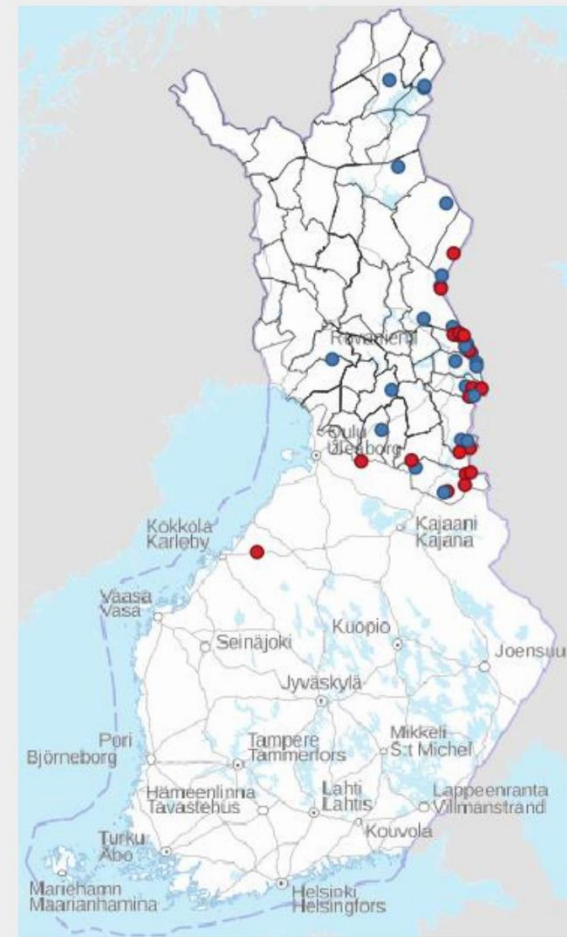 Rovaniemi
Oulu
Uleåborg
Kokkola
Karleby
Kajaani
Kajana
Vaasa
Vasa
Seinäjoki
Kuopio
Joensuu
Jyväskylä
Pori
Björneborg
Tampere
Tammerfors
Mikkeli
S:t Michel
Hämeenlinna
Tavastehus
Lahti
Lahtis
Lappeenranta
Villmanstrand
Kouvola
Turku
Åbo
Mariehamn
Maarianhamina
Helsinki
Helsingfors